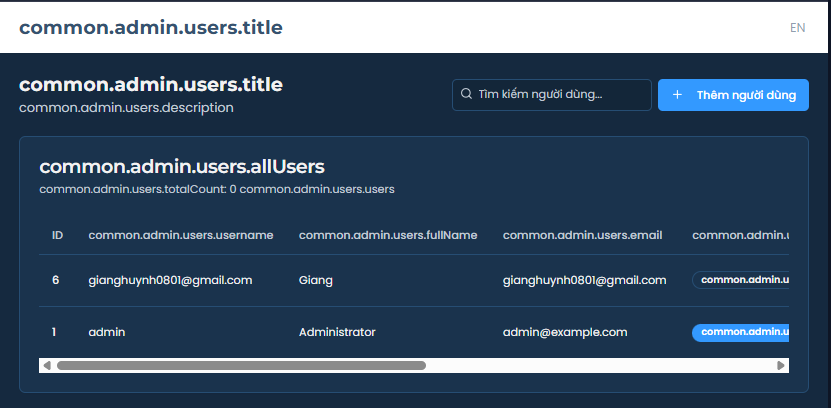 common.admin.users.title
EN
common.admin.users.title
common.admin.users.description
Tìm kiếm người dùng...
+ Thêm người dùng
common.admin.users.allUsers
common.admin.users.totalCount: 0 common.admin.users.users
ID common.admin.users.username common.admin.users.fullName common.admin.users.email common.admin.u
6 gianghuynh0801@gmail.com Giang gianghuynh0801@gmail.com common.admin.u
1 admin Administrator admin@example.com common.admin.u